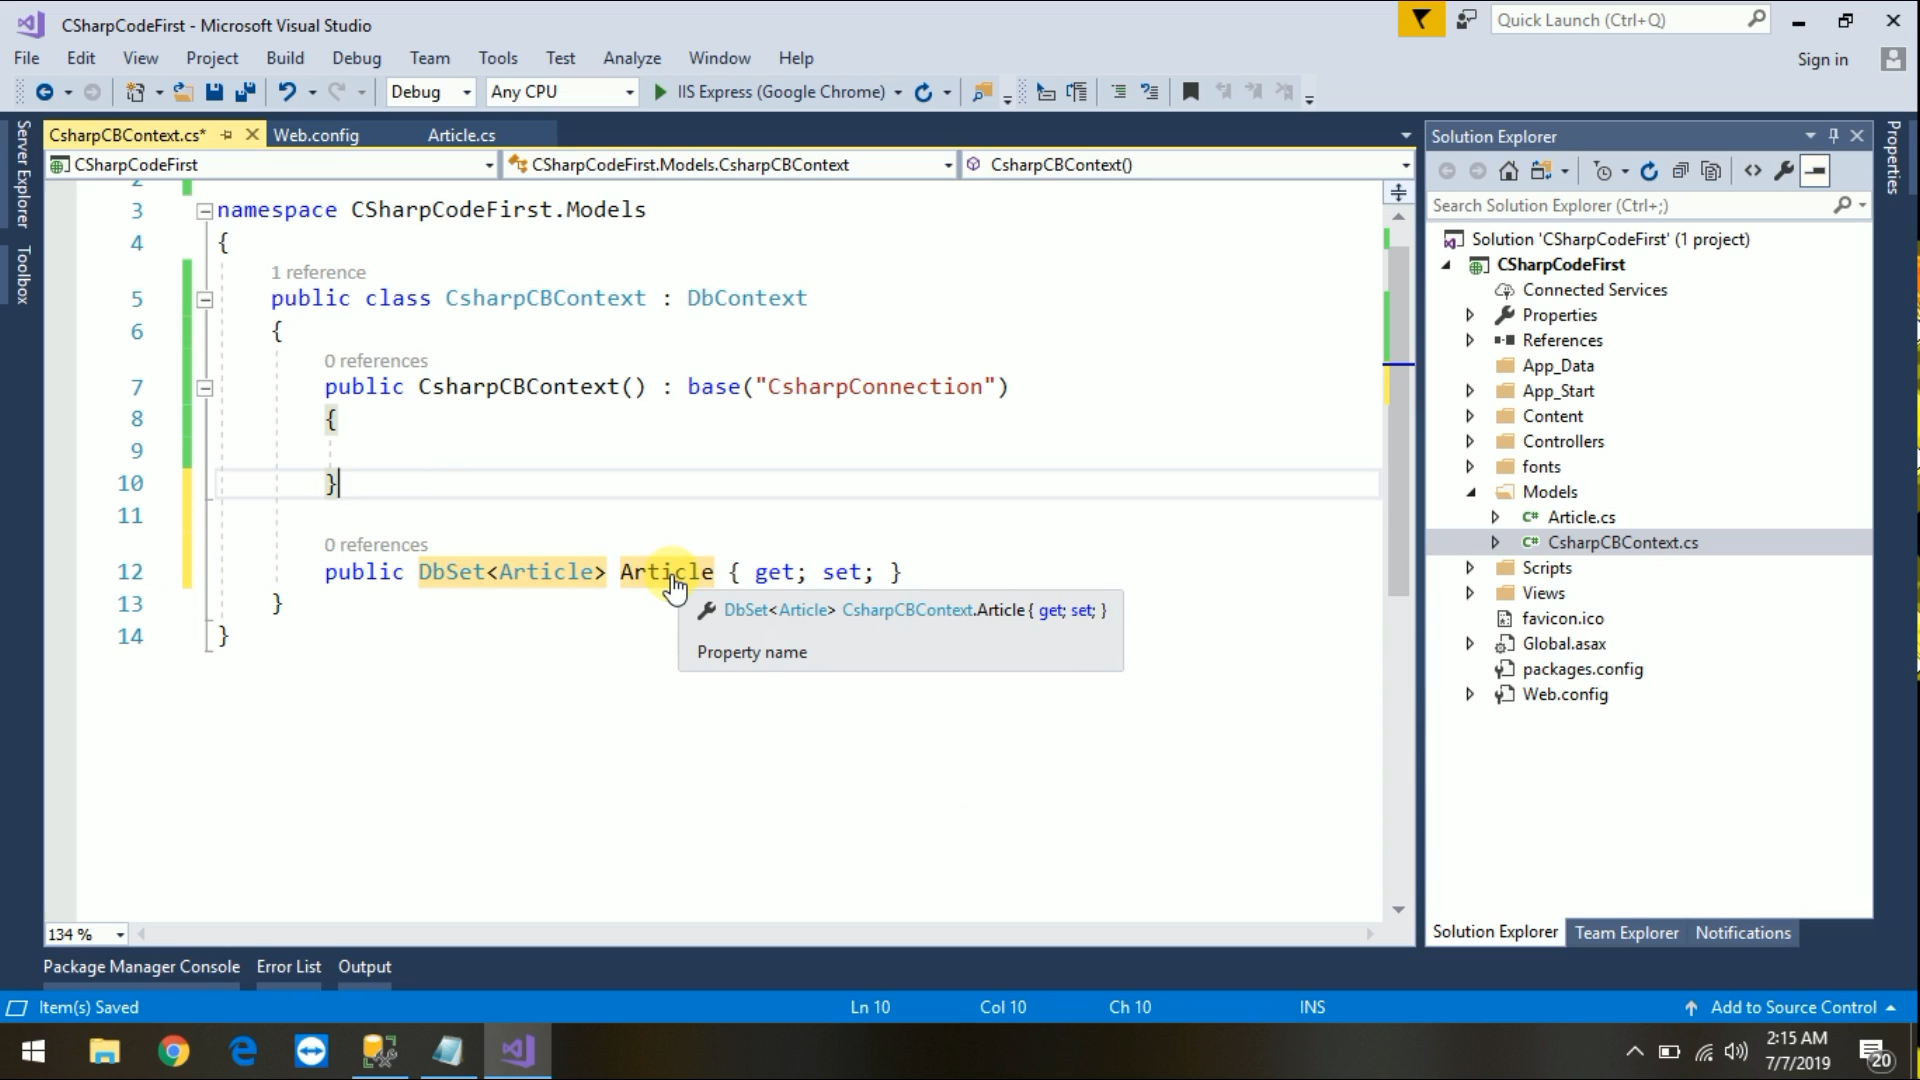 CSharpCodeFirst - Microsoft Visual Studio
Quick Launch (Ctrl+Q)
File Edit View Project Build Debug Team Tools Test Analyze Window Help
Sign in
Debug Any CPU IIS Express (Google Chrome)
Server Explorer
Toolbox
CsharpCBContext.cs* Web.config Article.cs
CSharpCodeFirst CSharpCodeFirst.Models.CsharpCBContext CsharpCBContext()
2
3 namespace CSharpCodeFirst.Models
4 {
1 reference
5 public class CsharpCBContext : DbContext
6 {
0 references
7 public CsharpCBContext() : base("CsharpConnection")
8 {
9
10 }
11
0 references
12 public DbSet<Article> Article { get; set; }
13 }
14 }
DbSet<Article> CsharpCBContext.Article { get; set; }
Property name
134 %
Solution Explorer
Search Solution Explorer (Ctrl+;)
Solution 'CSharpCodeFirst' (1 project)
CSharpCodeFirst
Connected Services
Properties
References
App_Data
App_Start
Content
Controllers
fonts
Models
C# Article.cs
C# CsharpCBContext.cs
Scripts
Views
favicon.ico
Global.asax
packages.config
Web.config
Solution Explorer Team Explorer Notifications
Properties
Package Manager Console Error List Output
Item(s) Saved Ln 10 Col 10 Ch 10 INS Add to Source Control
2:15 AM
7/7/2019
20